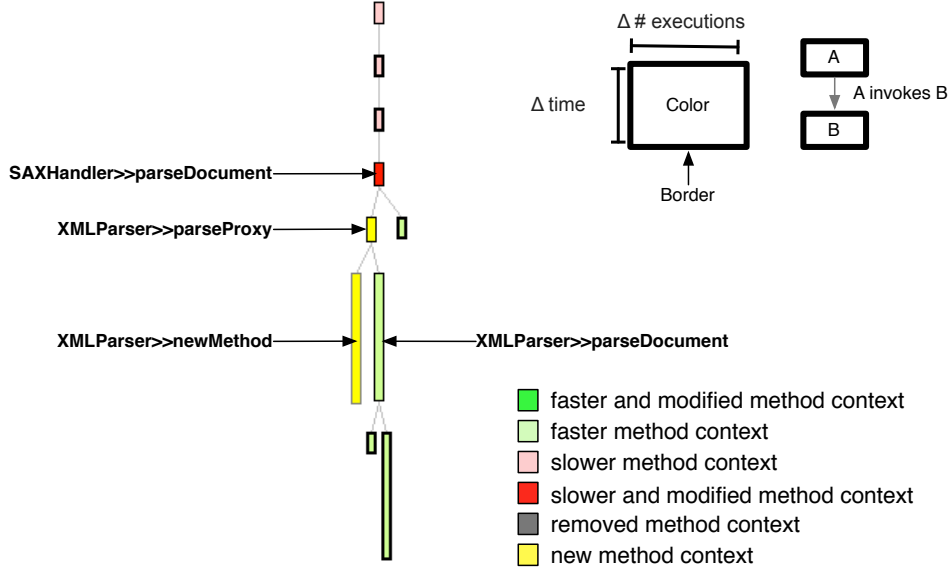 Δ # executions
A
Δ time
Color
A invokes B
B
Border
SAXHandler>>parseDocument
XMLParser>>parseProxy
XMLParser>>newMethod
XMLParser>>parseDocument
faster and modified method context
faster method context
slower method context
slower and modified method context
removed method context
new method context